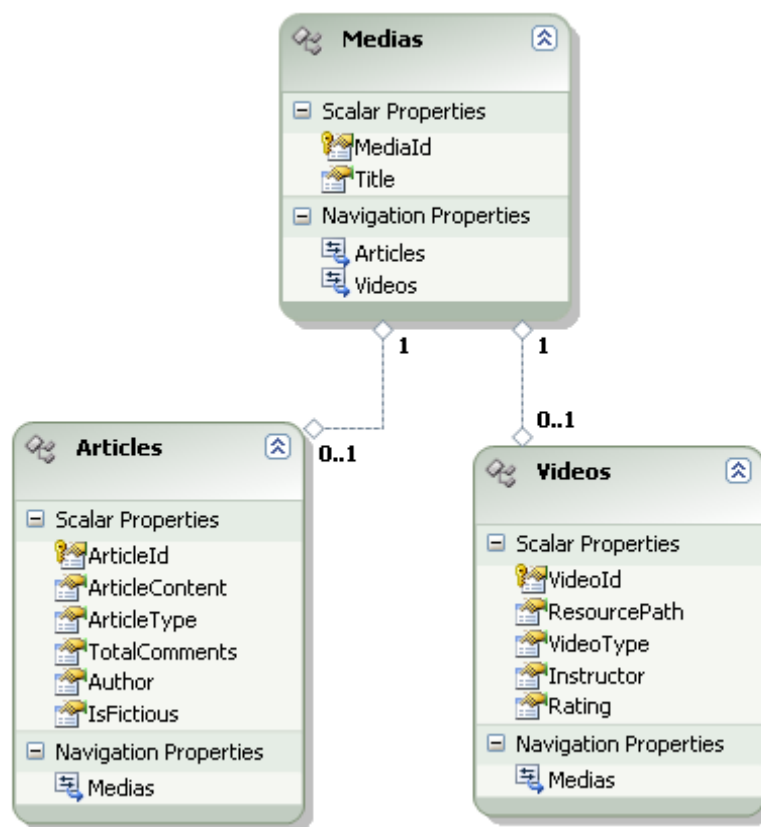 Medias
Scalar Properties
MediaId
Title
Navigation Properties
Articles
Videos
1
1
0..1
0..1
Articles
Scalar Properties
ArticleId
ArticleContent
ArticleType
TotalComments
Author
IsFictious
Navigation Properties
Medias
Videos
Scalar Properties
VideoId
ResourcePath
VideoType
Instructor
Rating
Navigation Properties
Medias